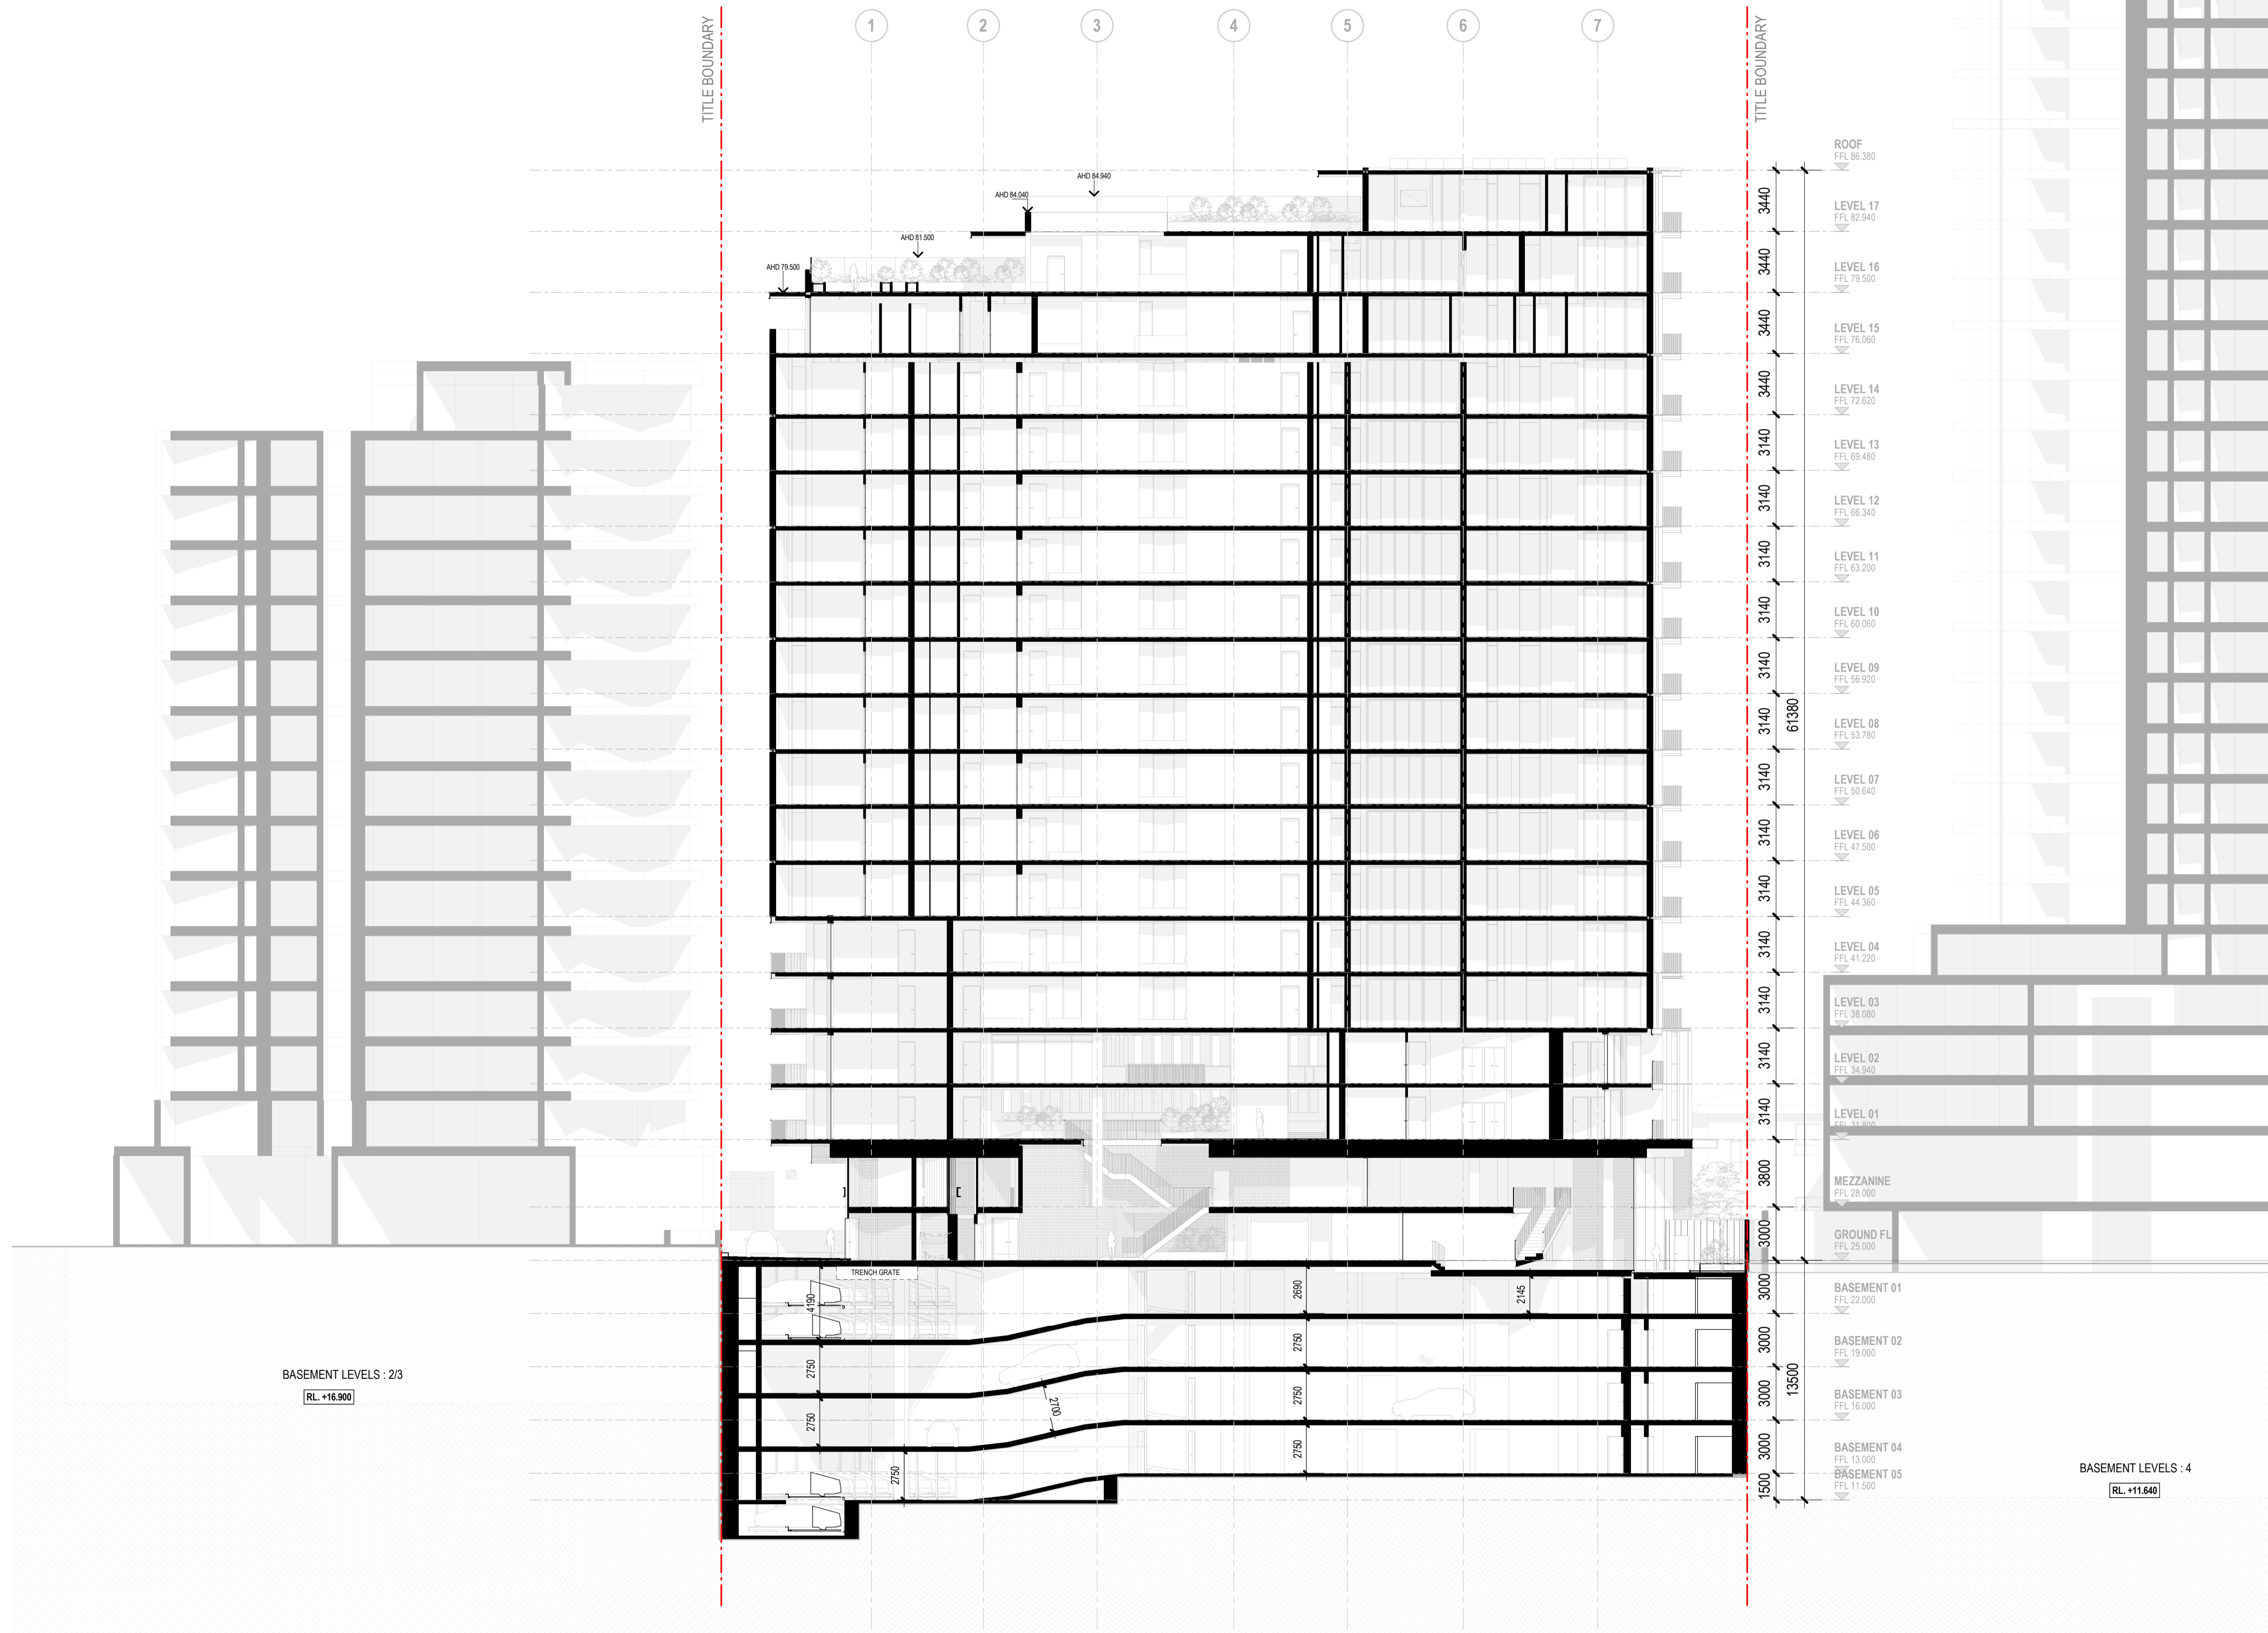 TITLE BOUNDARY
1
2
3
4
5
6
7
TITLE BOUNDARY
ROOF
FFL 86.380
AHD 84.940
AHD 84.040
3440
LEVEL 17
FFL 82.940
AHD 81.500
3440
AHD 79.500
LEVEL 16
FFL 79.500
3440
LEVEL 15
FFL 76.060
3440
LEVEL 14
FFL 72.620
3140
LEVEL 13
FFL 69.480
3140
LEVEL 12
FFL 66.340
3140
LEVEL 11
FFL 63.200
3140
LEVEL 10
FFL 60.060
3140
LEVEL 09
FFL 56.920
3140
61380
LEVEL 08
FFL 53.780
3140
LEVEL 07
FFL 50.640
3140
LEVEL 06
FFL 47.500
3140
LEVEL 05
FFL 44.360
3140
LEVEL 04
FFL 41.220
3140
LEVEL 03
FFL 38.080
3140
LEVEL 02
FFL 34.940
3140
LEVEL 01
FFL 31.800
3800
MEZZANINE
FFL 28.000
3000
GROUND FL
FFL 25.000
TRENCH GRATE
4190
2690
2145
3000
BASEMENT 01
FFL 22.000
2750
2750
3000
BASEMENT 02
FFL 19.000
13500
BASEMENT LEVELS : 2/3
RL. +16.900
2750
2700
2750
3000
BASEMENT 03
FFL 16.000
2750
2750
3000
BASEMENT 04
FFL 13.000
1500
BASEMENT 05
FFL 11.500
BASEMENT LEVELS : 4
RL. +11.640